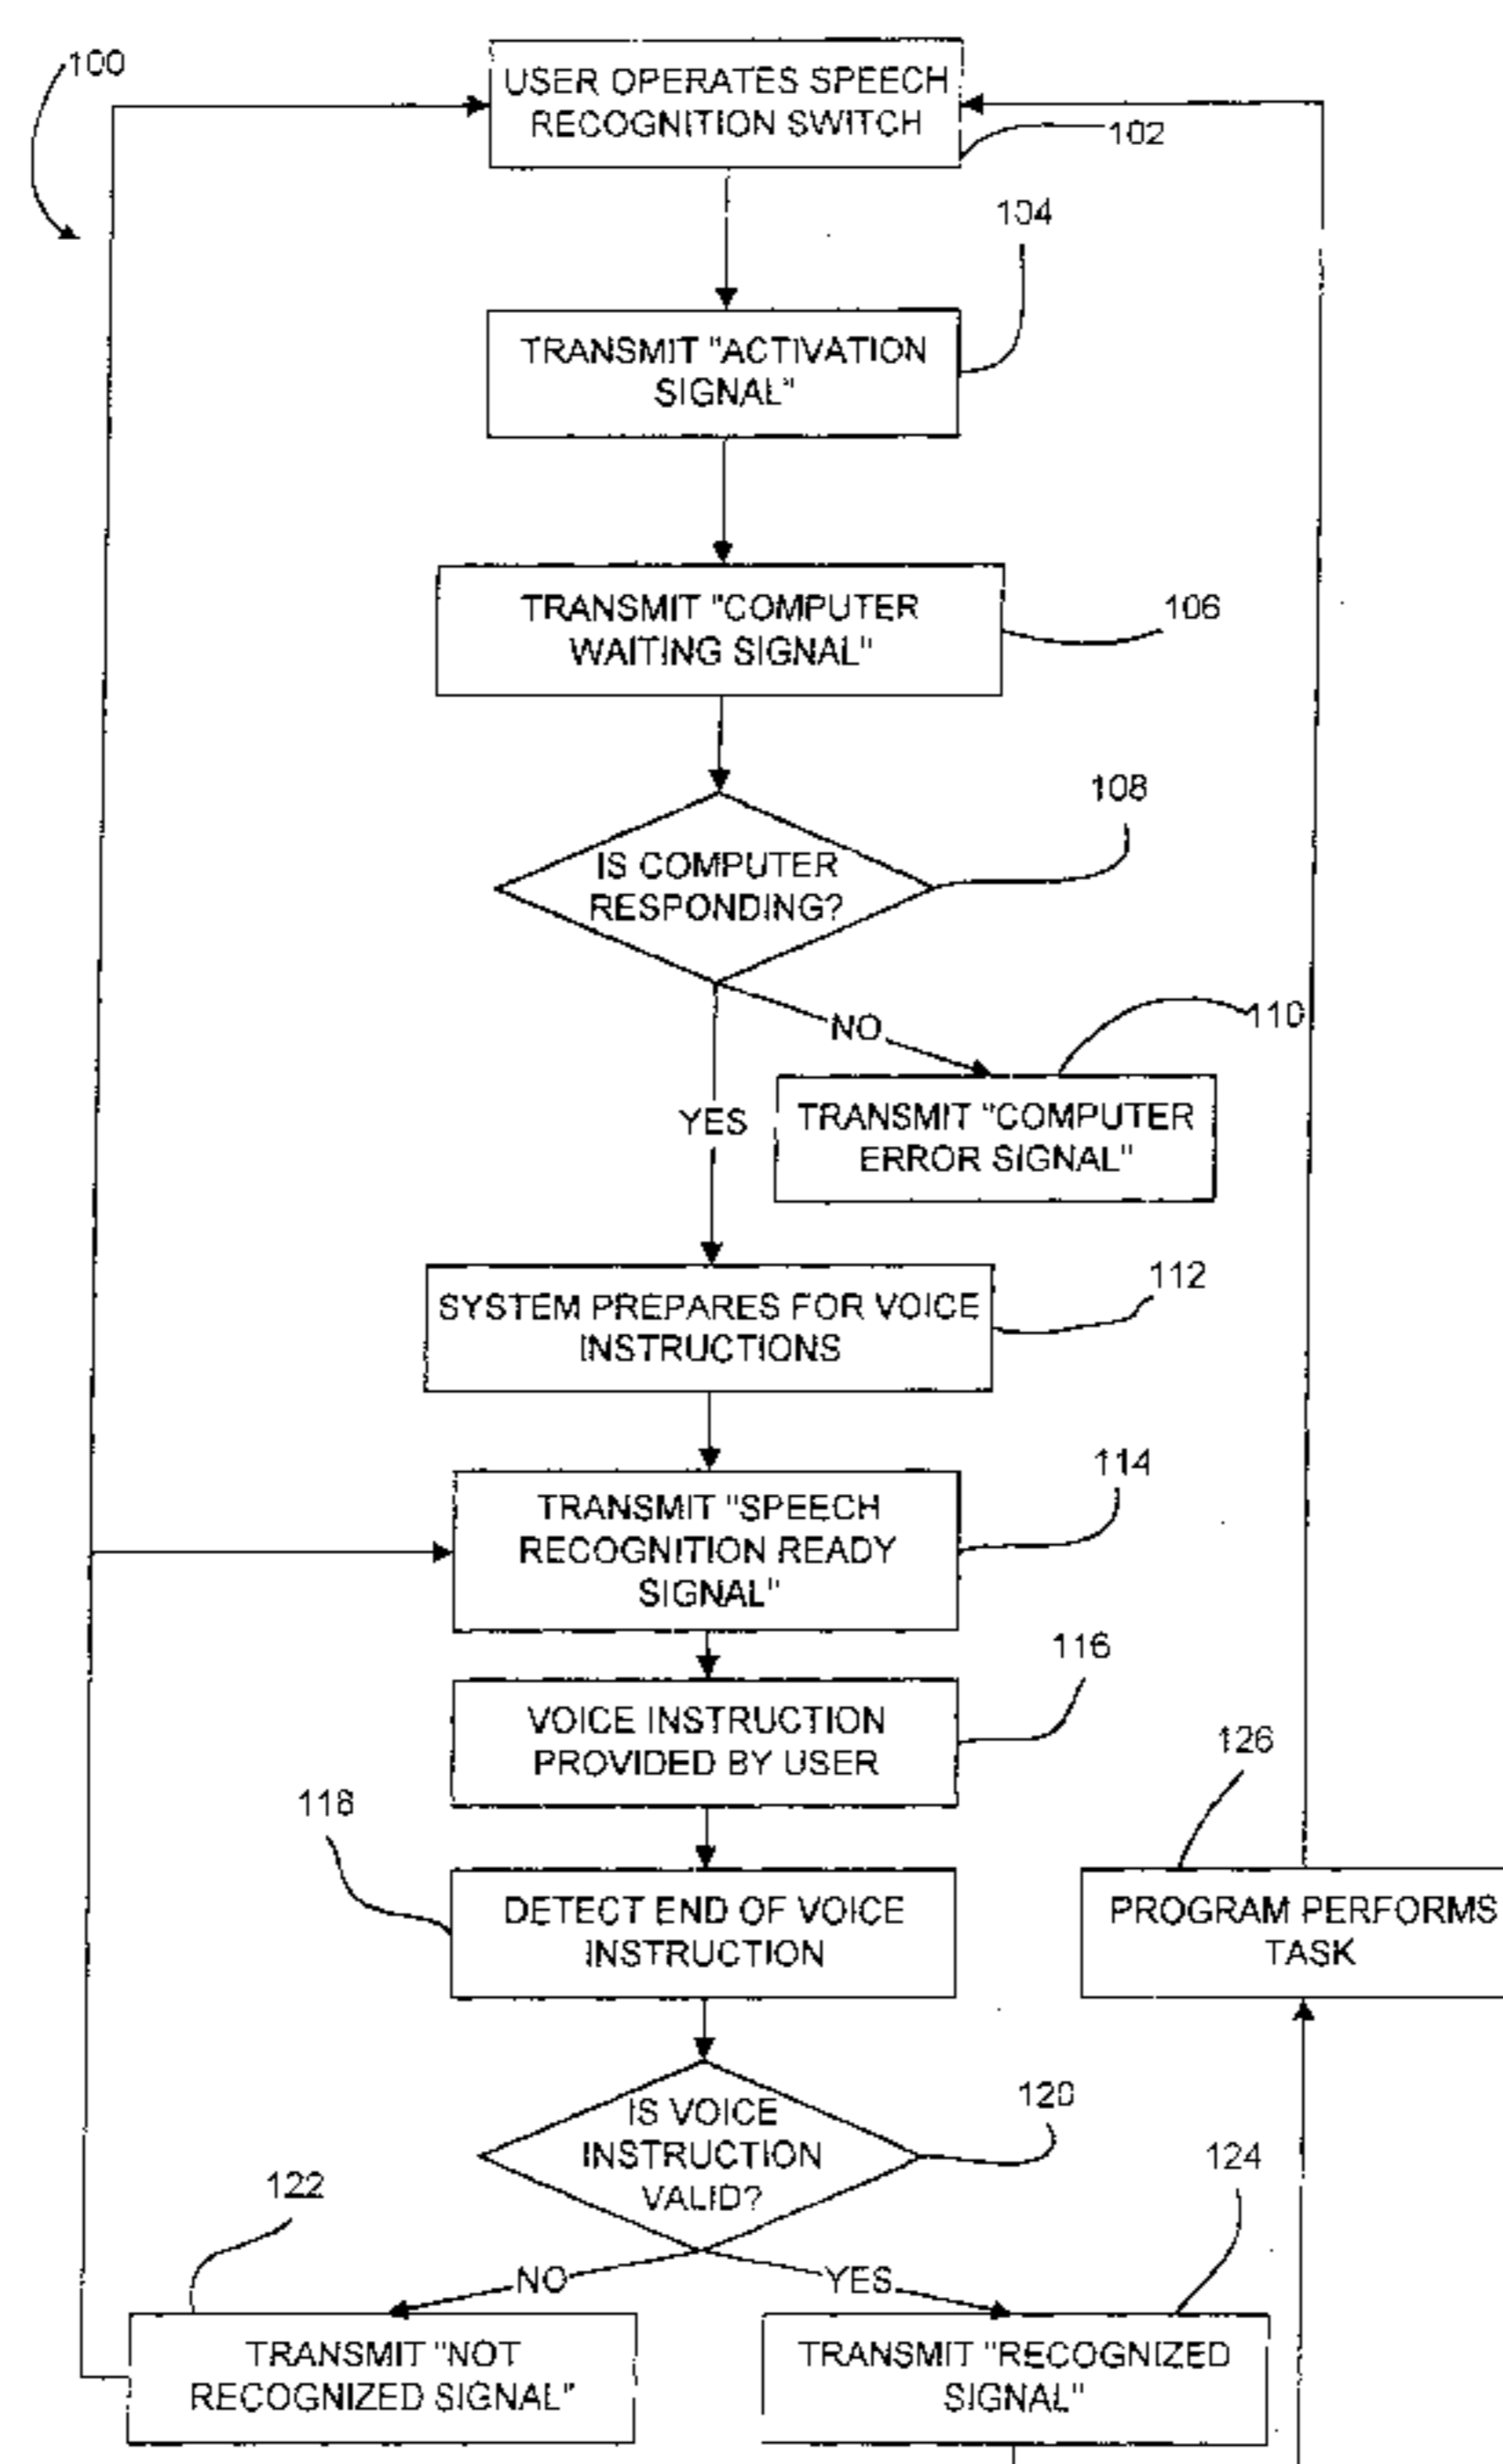 100
USER OPERATES SPEECH
RECOGNITION SWITCH
102
104
TRANSMIT "ACTIVATION
SIGNAL"
TRANSMIT "COMPUTER
WAITING SIGNAL"
106
108
IS COMPUTER
RESPONDING?
NO
110
YES
TRANSMIT "COMPUTER
ERROR SIGNAL"
112
SYSTEM PREPARES FOR VOICE
INSTRUCTIONS
114
TRANSMIT "SPEECH
RECOGNITION READY
SIGNAL"
116
VOICE INSTRUCTION
PROVIDED BY USER
126
118
DETECT END OF VOICE
INSTRUCTION
PROGRAM PERFORMS
TASK
120
IS VOICE
INSTRUCTION
VALID?
122
124
NO
YES
TRANSMIT "NOT
RECOGNIZED SIGNAL"
TRANSMIT "RECOGNIZED
SIGNAL"